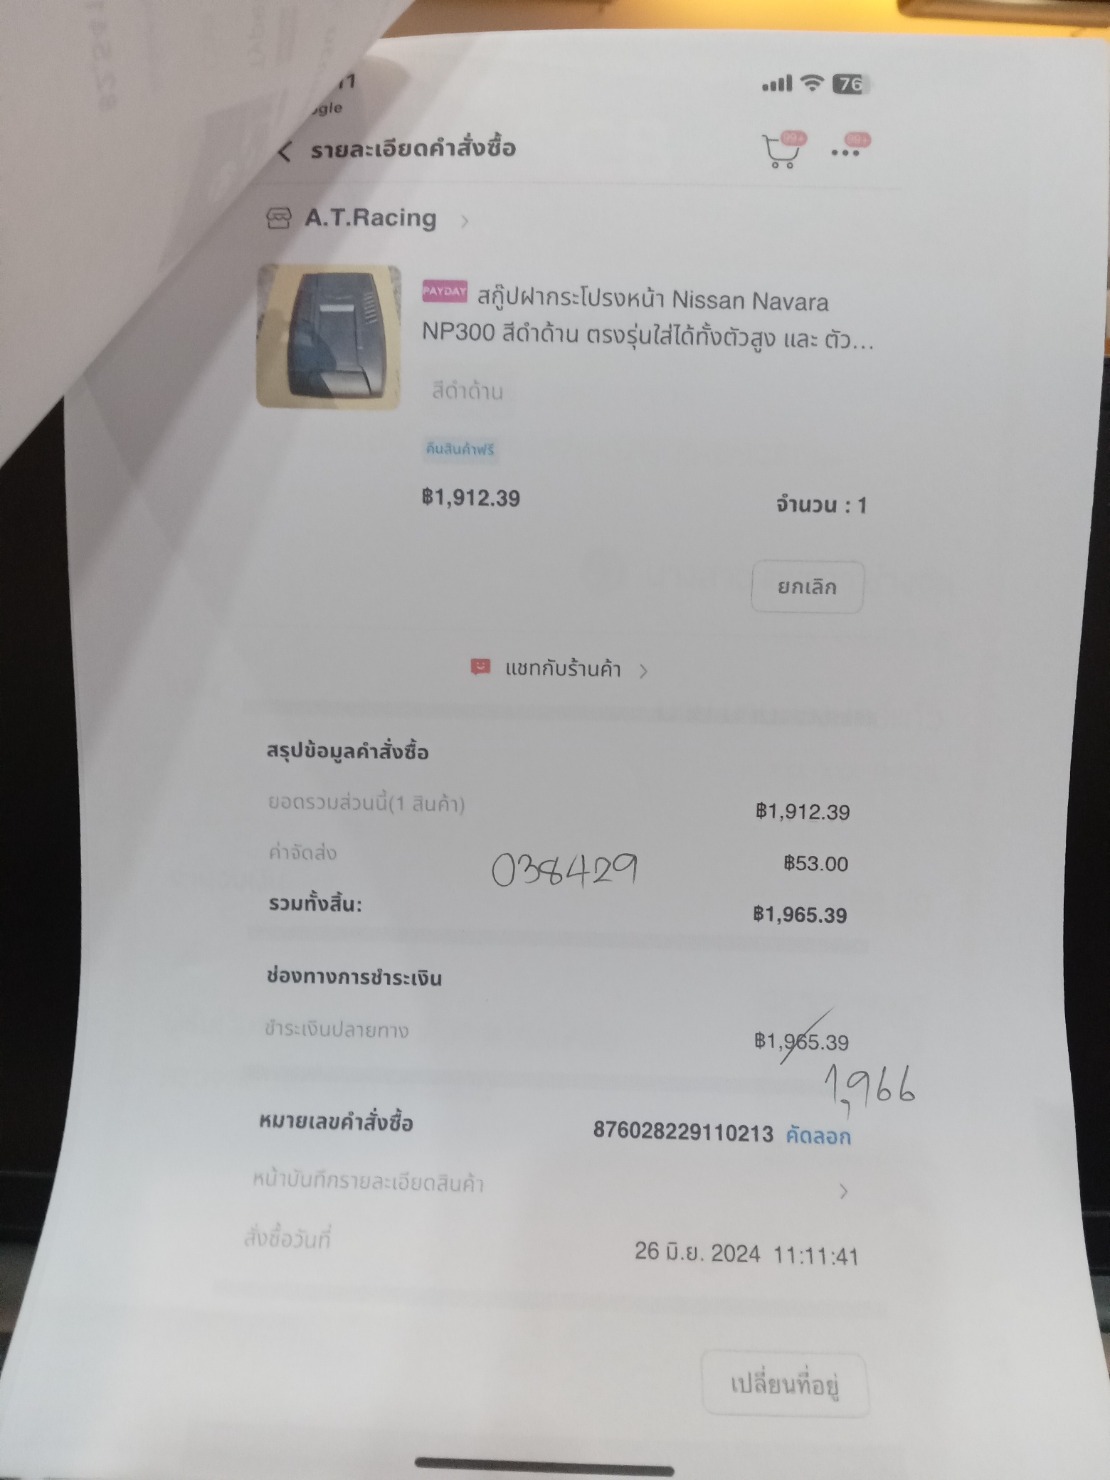 11
ogle
76
รายละเอียดคำสั่งซื้อ
99+
99+
A.T.Racing
PAYDAY สกู๊ปฝากระโปรงหน้า Nissan Navara
NP300 สีดำด้าน ตรงรุ่นใส่ได้ทั้งตัวสูง และ ตัว...
สีดำด้าน
คืนสินค้าฟรี
฿1,912.39 จำนวน : 1
ยกเลิก
แชทกับร้านค้า
สรุปข้อมูลคำสั่งซื้อ
ยอดรวมส่วนนี้(1 สินค้า) ฿1,912.39
ค่าจัดส่ง ฿53.00
038429
รวมทั้งสิ้น: ฿1,965.39
ช่องทางการชำระเงิน
ชำระเงินปลายทาง ฿1,965.39
1,966
หมายเลขคำสั่งซื้อ 876028229110213 คัดลอก
หน้าบันทึกรายละเอียดสินค้า
สั่งซื้อวันที่ 26 มิ.ย. 2024 11:11:41
เปลี่ยนที่อยู่